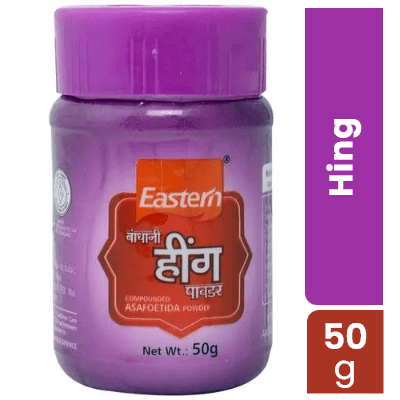 Eastern
®
बांधानी
हींग
पावडर
COMPOUNDED
ASAFOETIDA POWDER
Net Wt.: 50g
Hing
50
g